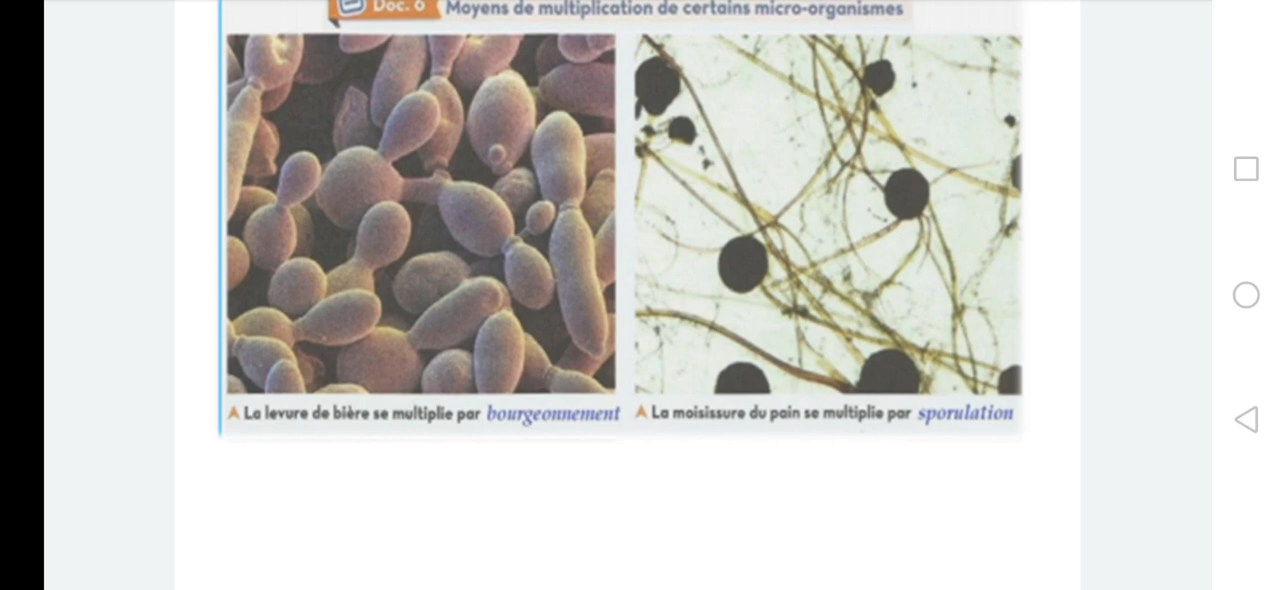 Doc. 6 Moyens de multiplication de certains micro-organismes
La levure de bière se multiplie par bourgeonnement
La moisissure du pain se multiplie par sporulation